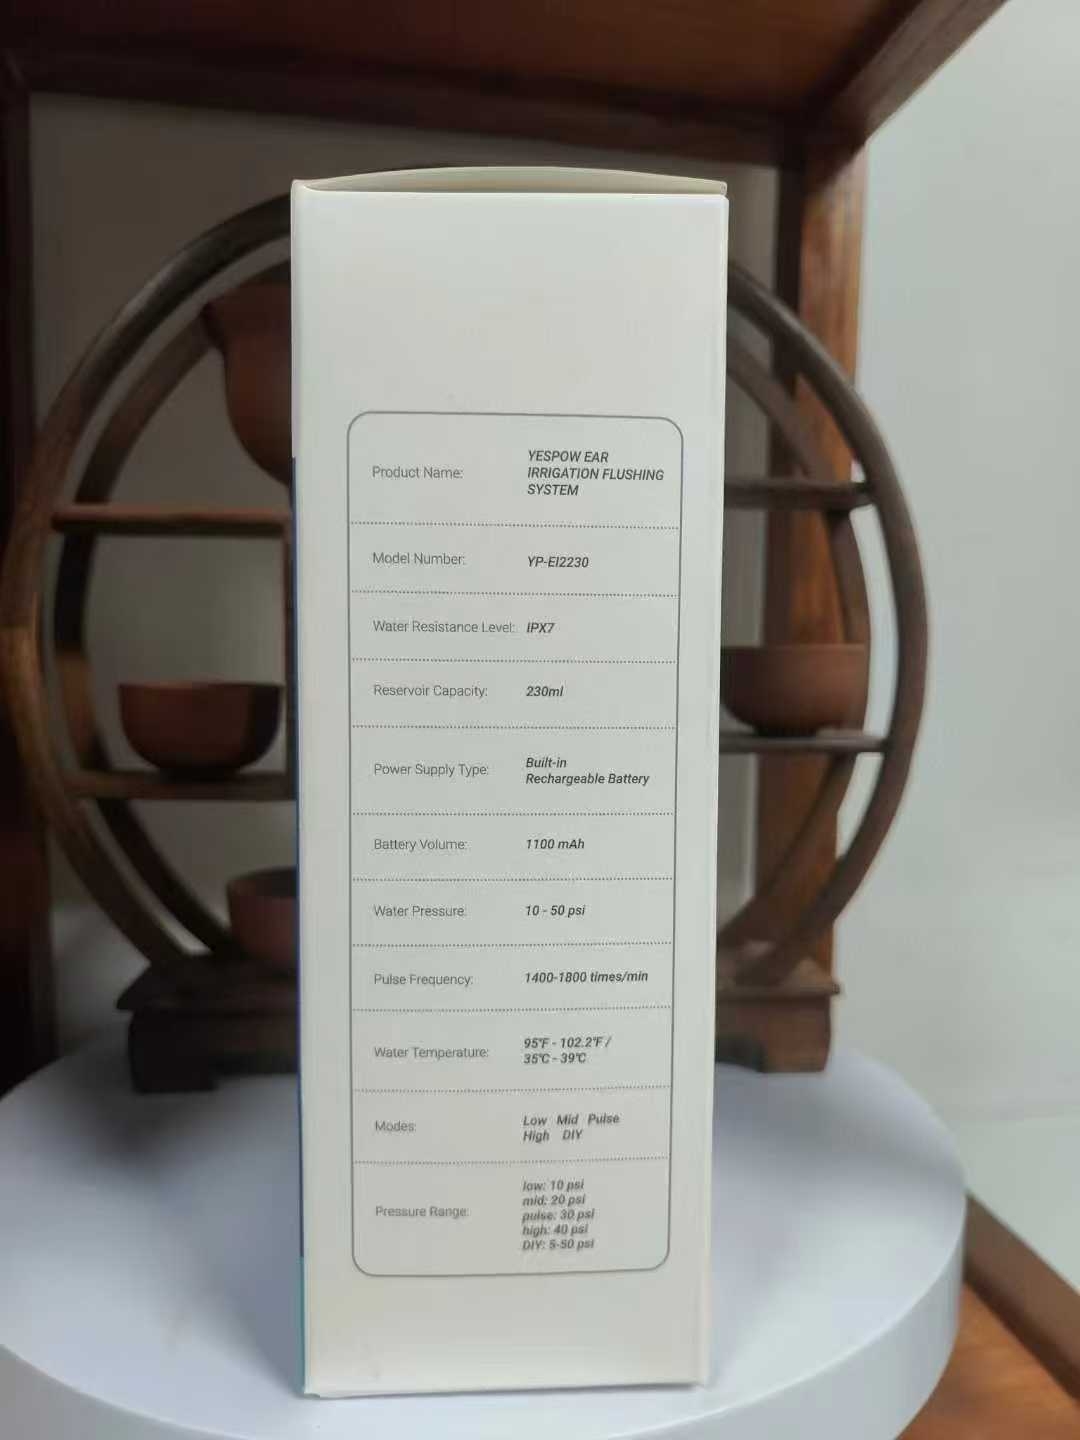 Product Name: YESPOW EAR
IRRIGATION FLUSHING
SYSTEM
Model Number: YP-EI2230
Water Resistance Level: IPX7
Reservoir Capacity: 230ml
Power Supply Type: Built-in
Rechargeable Battery
Battery Volume: 1100 mAh
Water Pressure: 10 - 50 psi
Pulse Frequency: 1400-1800 times/min
Water Temperature: 95℉ - 102.2℉ /
35℃ - 39℃
Modes: Low Mid Pulse
High DIY
Pressure Range: low: 10 psi
mid: 20 psi
pulse: 30 psi
high: 40 psi
DIY: 5-50 psi